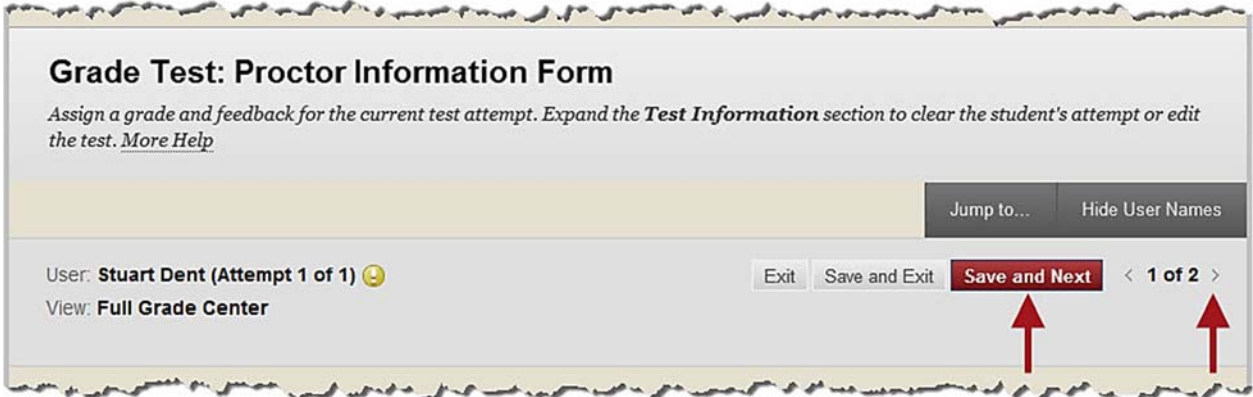 Grade Test: Proctor Information Form
Assign a grade and feedback for the current test attempt. Expand the Test Information section to clear the student's attempt or edit
the test. More Help
Jump to... Hide User Names
User: Stuart Dent (Attempt 1 of 1) Exit Save and Exit Save and Next < 1 of 2 >
View: Full Grade Center